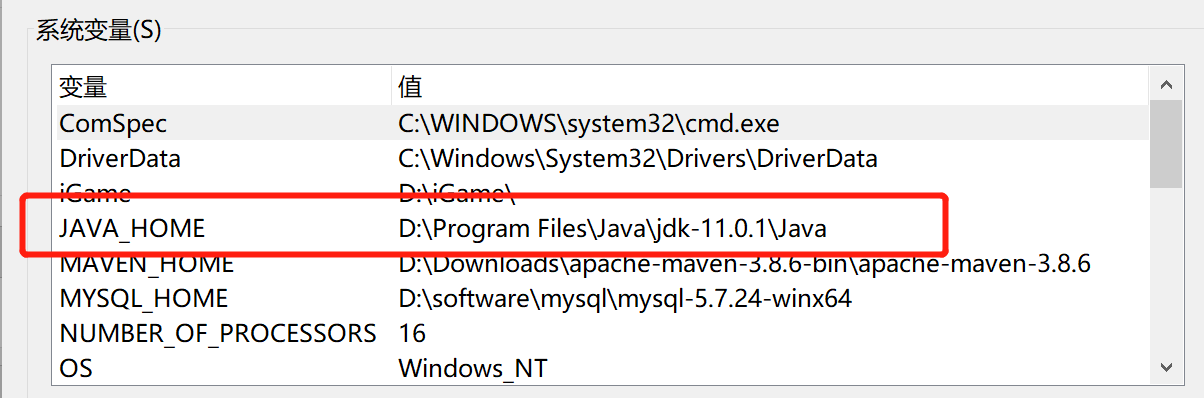 系统变量(S)
变量 值
ComSpec C:\WINDOWS\system32\cmd.exe
DriverData C:\Windows\System32\Drivers\DriverData
iGame D:\iGame\
JAVA_HOME D:\Program Files\Java\jdk-11.0.1\Java
MAVEN_HOME D:\Downloads\apache-maven-3.8.6-bin\apache-maven-3.8.6
MYSQL_HOME D:\software\mysql\mysql-5.7.24-winx64
NUMBER_OF_PROCESSORS 16
OS Windows_NT